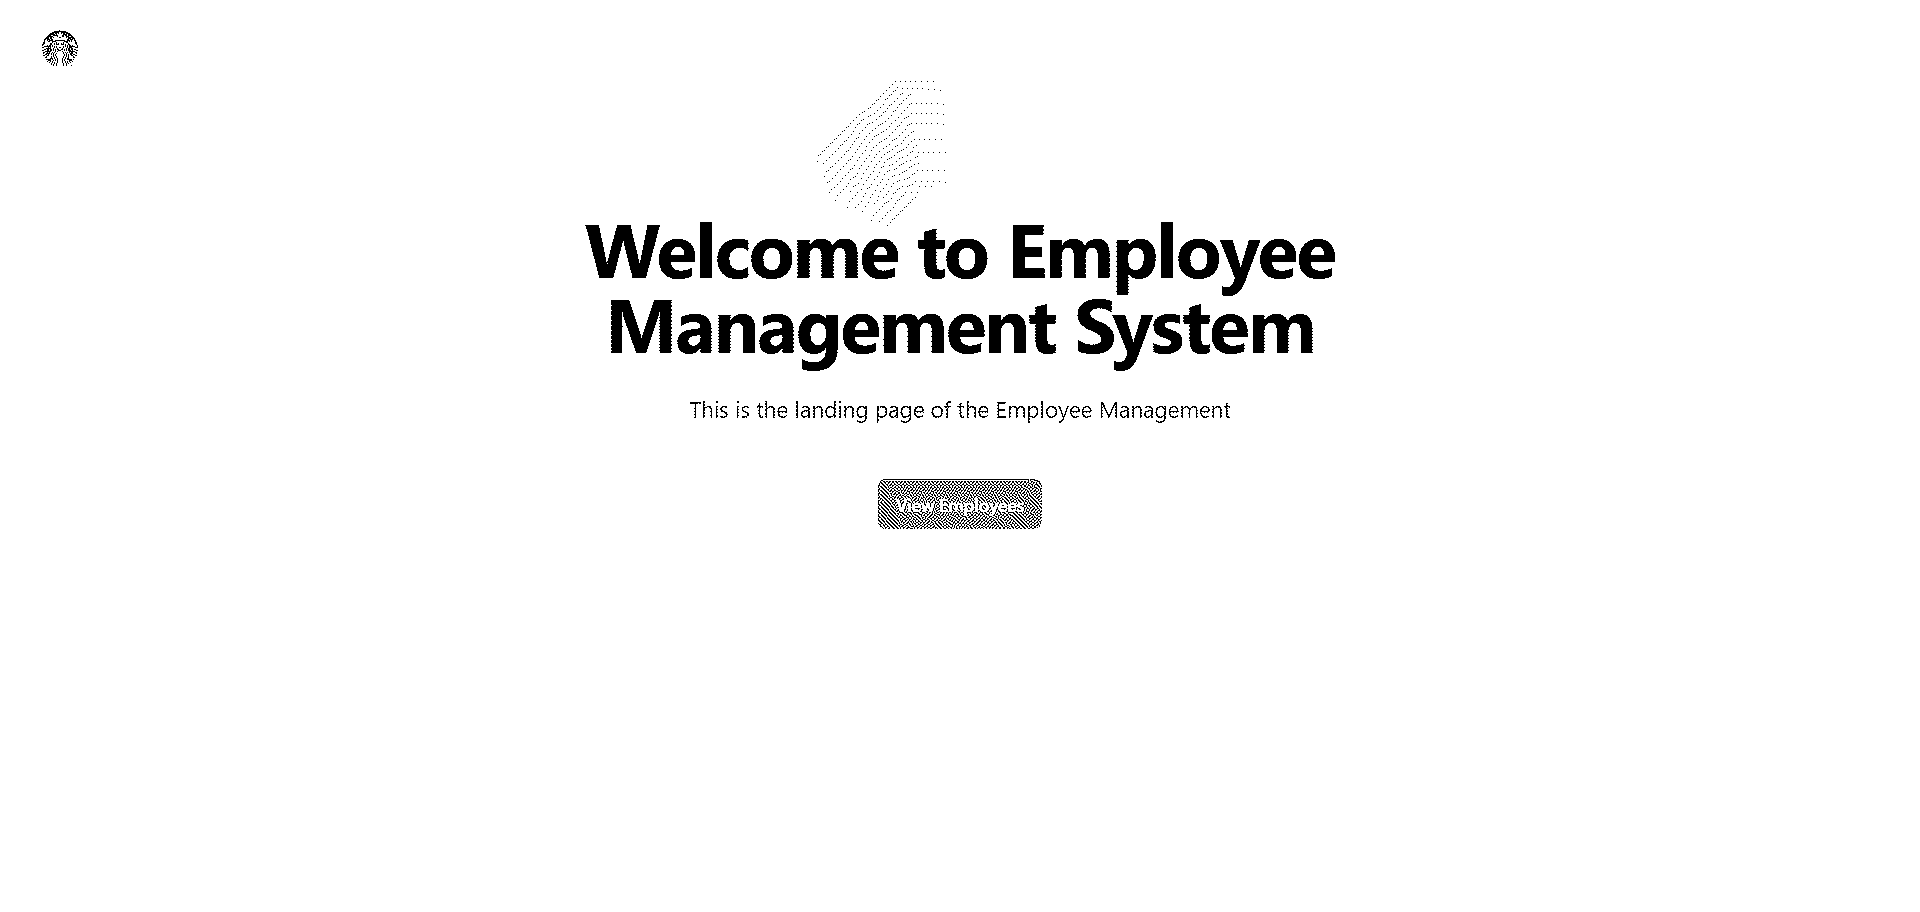 Welcome to Employee
Management System
This is the landing page of the Employee Management
View Employees